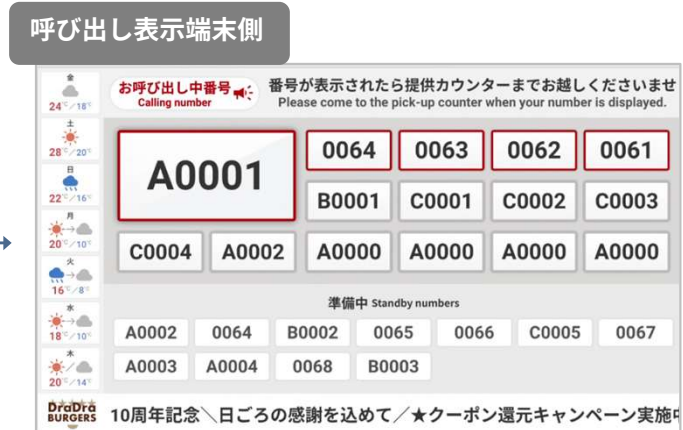 呼び出し表示端末側
金
24℃/18℃
土
28℃/20℃
日
22℃/16℃
月
20℃/10℃
火
16℃/8℃
水
18℃/10℃
木
20℃/14℃
お呼び出し中番号
Calling number
番号が表示されたら提供カウンターまでお越しくださいませ
Please come to the pick-up counter when your number is displayed.
A0001
0064 0063 0062 0061
B0001 C0001 C0002 C0003
C0004 A0002 A0000 A0000 A0000 A0000
準備中 Standby numbers
A0002 0064 B0002 0065 0066 C0005 0067
A0003 A0004 0068 B0003
DraDra
BURGERS
10周年記念＼日ごろの感謝を込めて／★クーポン還元キャンペーン実施